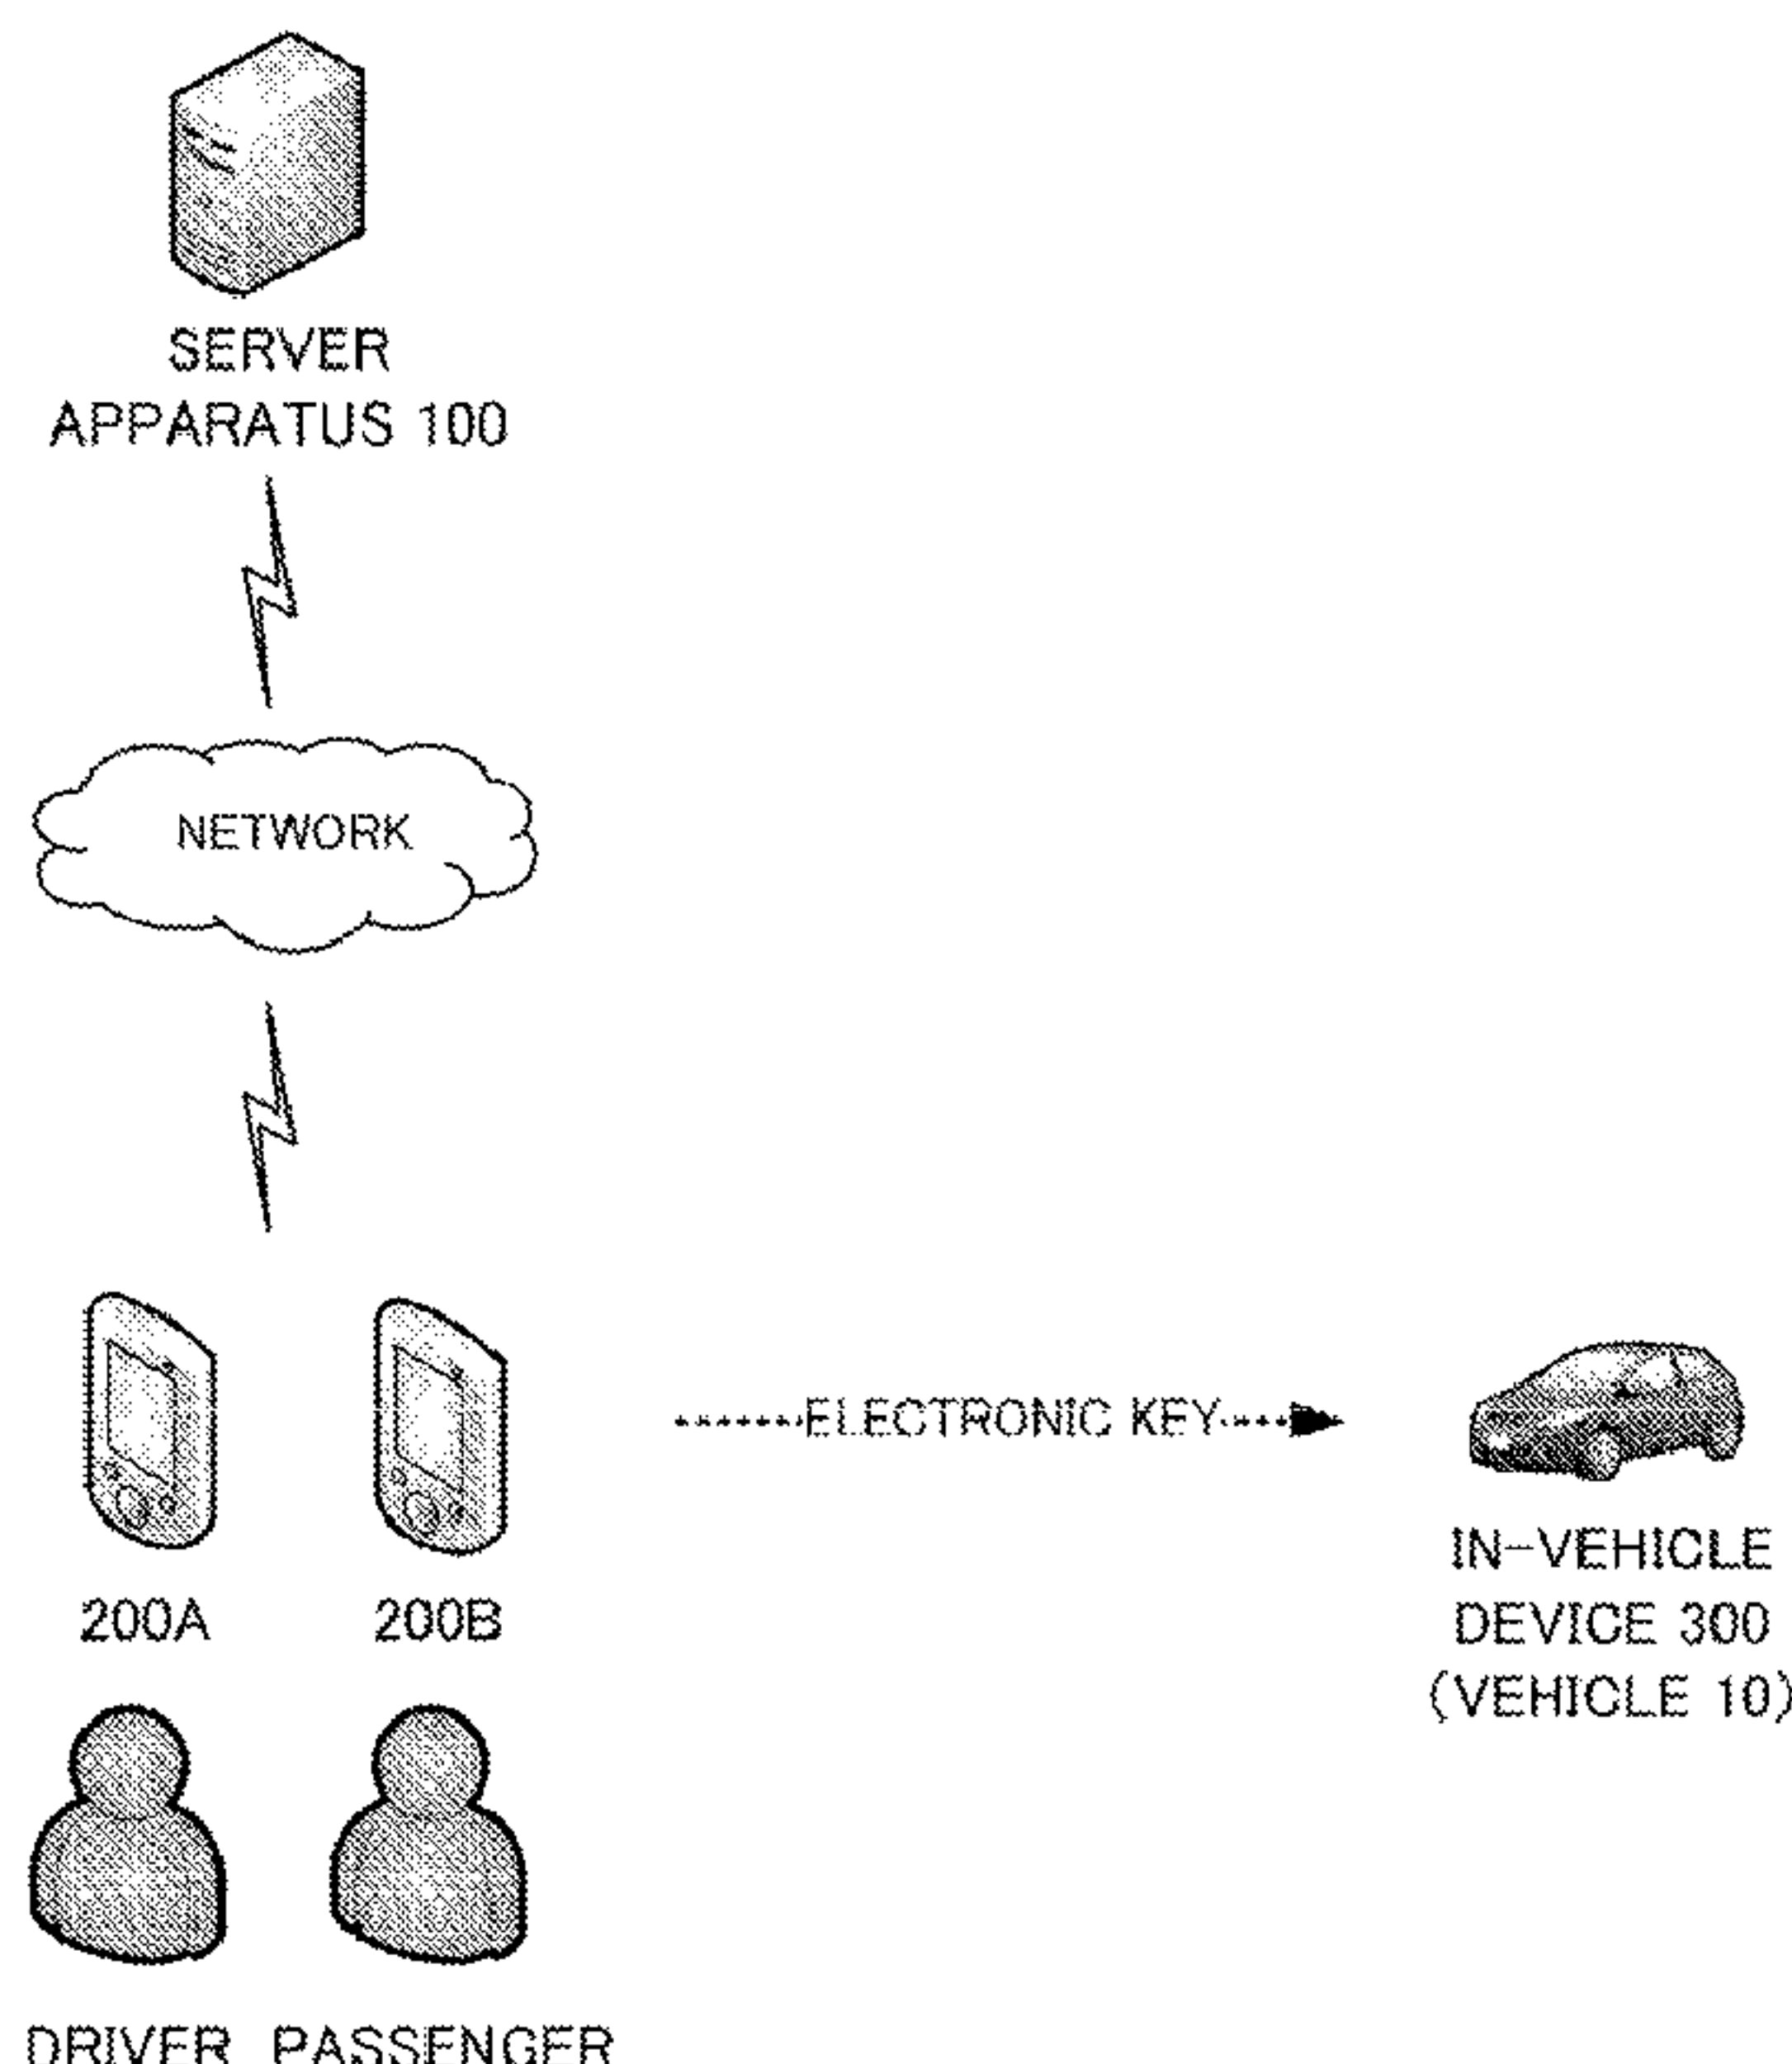 SERVER
APPARATUS 100
NETWORK
ELECTRONIC KEY
200A 200B
IN-VEHICLE
DEVICE 300
(VEHICLE 10)
DRIVER PASSENGER